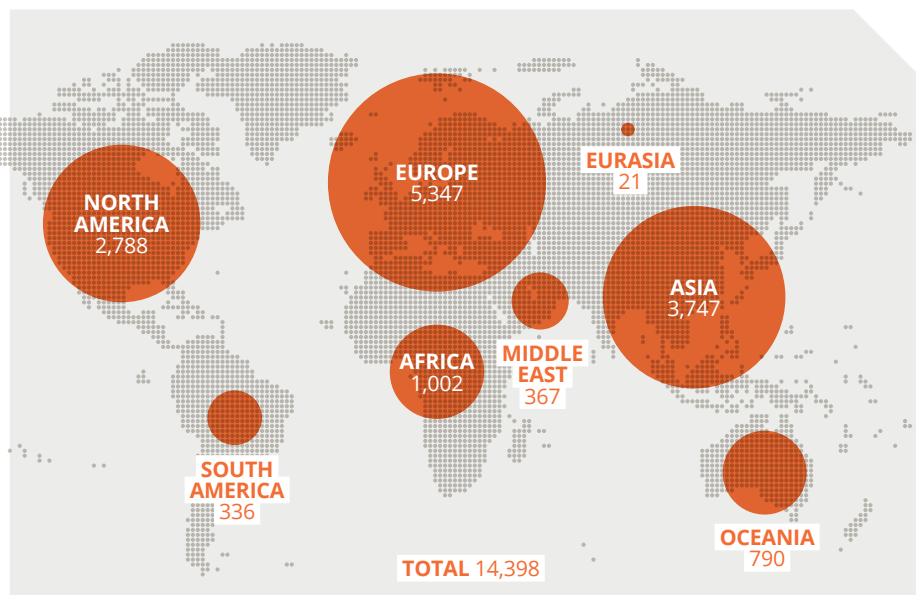 EUROPE
5,347
EURASIA
21
NORTH
AMERICA
2,788
ASIA
3,747
AFRICA
1,002
MIDDLE
EAST
367
SOUTH
AMERICA
336
OCEANIA
790
TOTAL 14,398